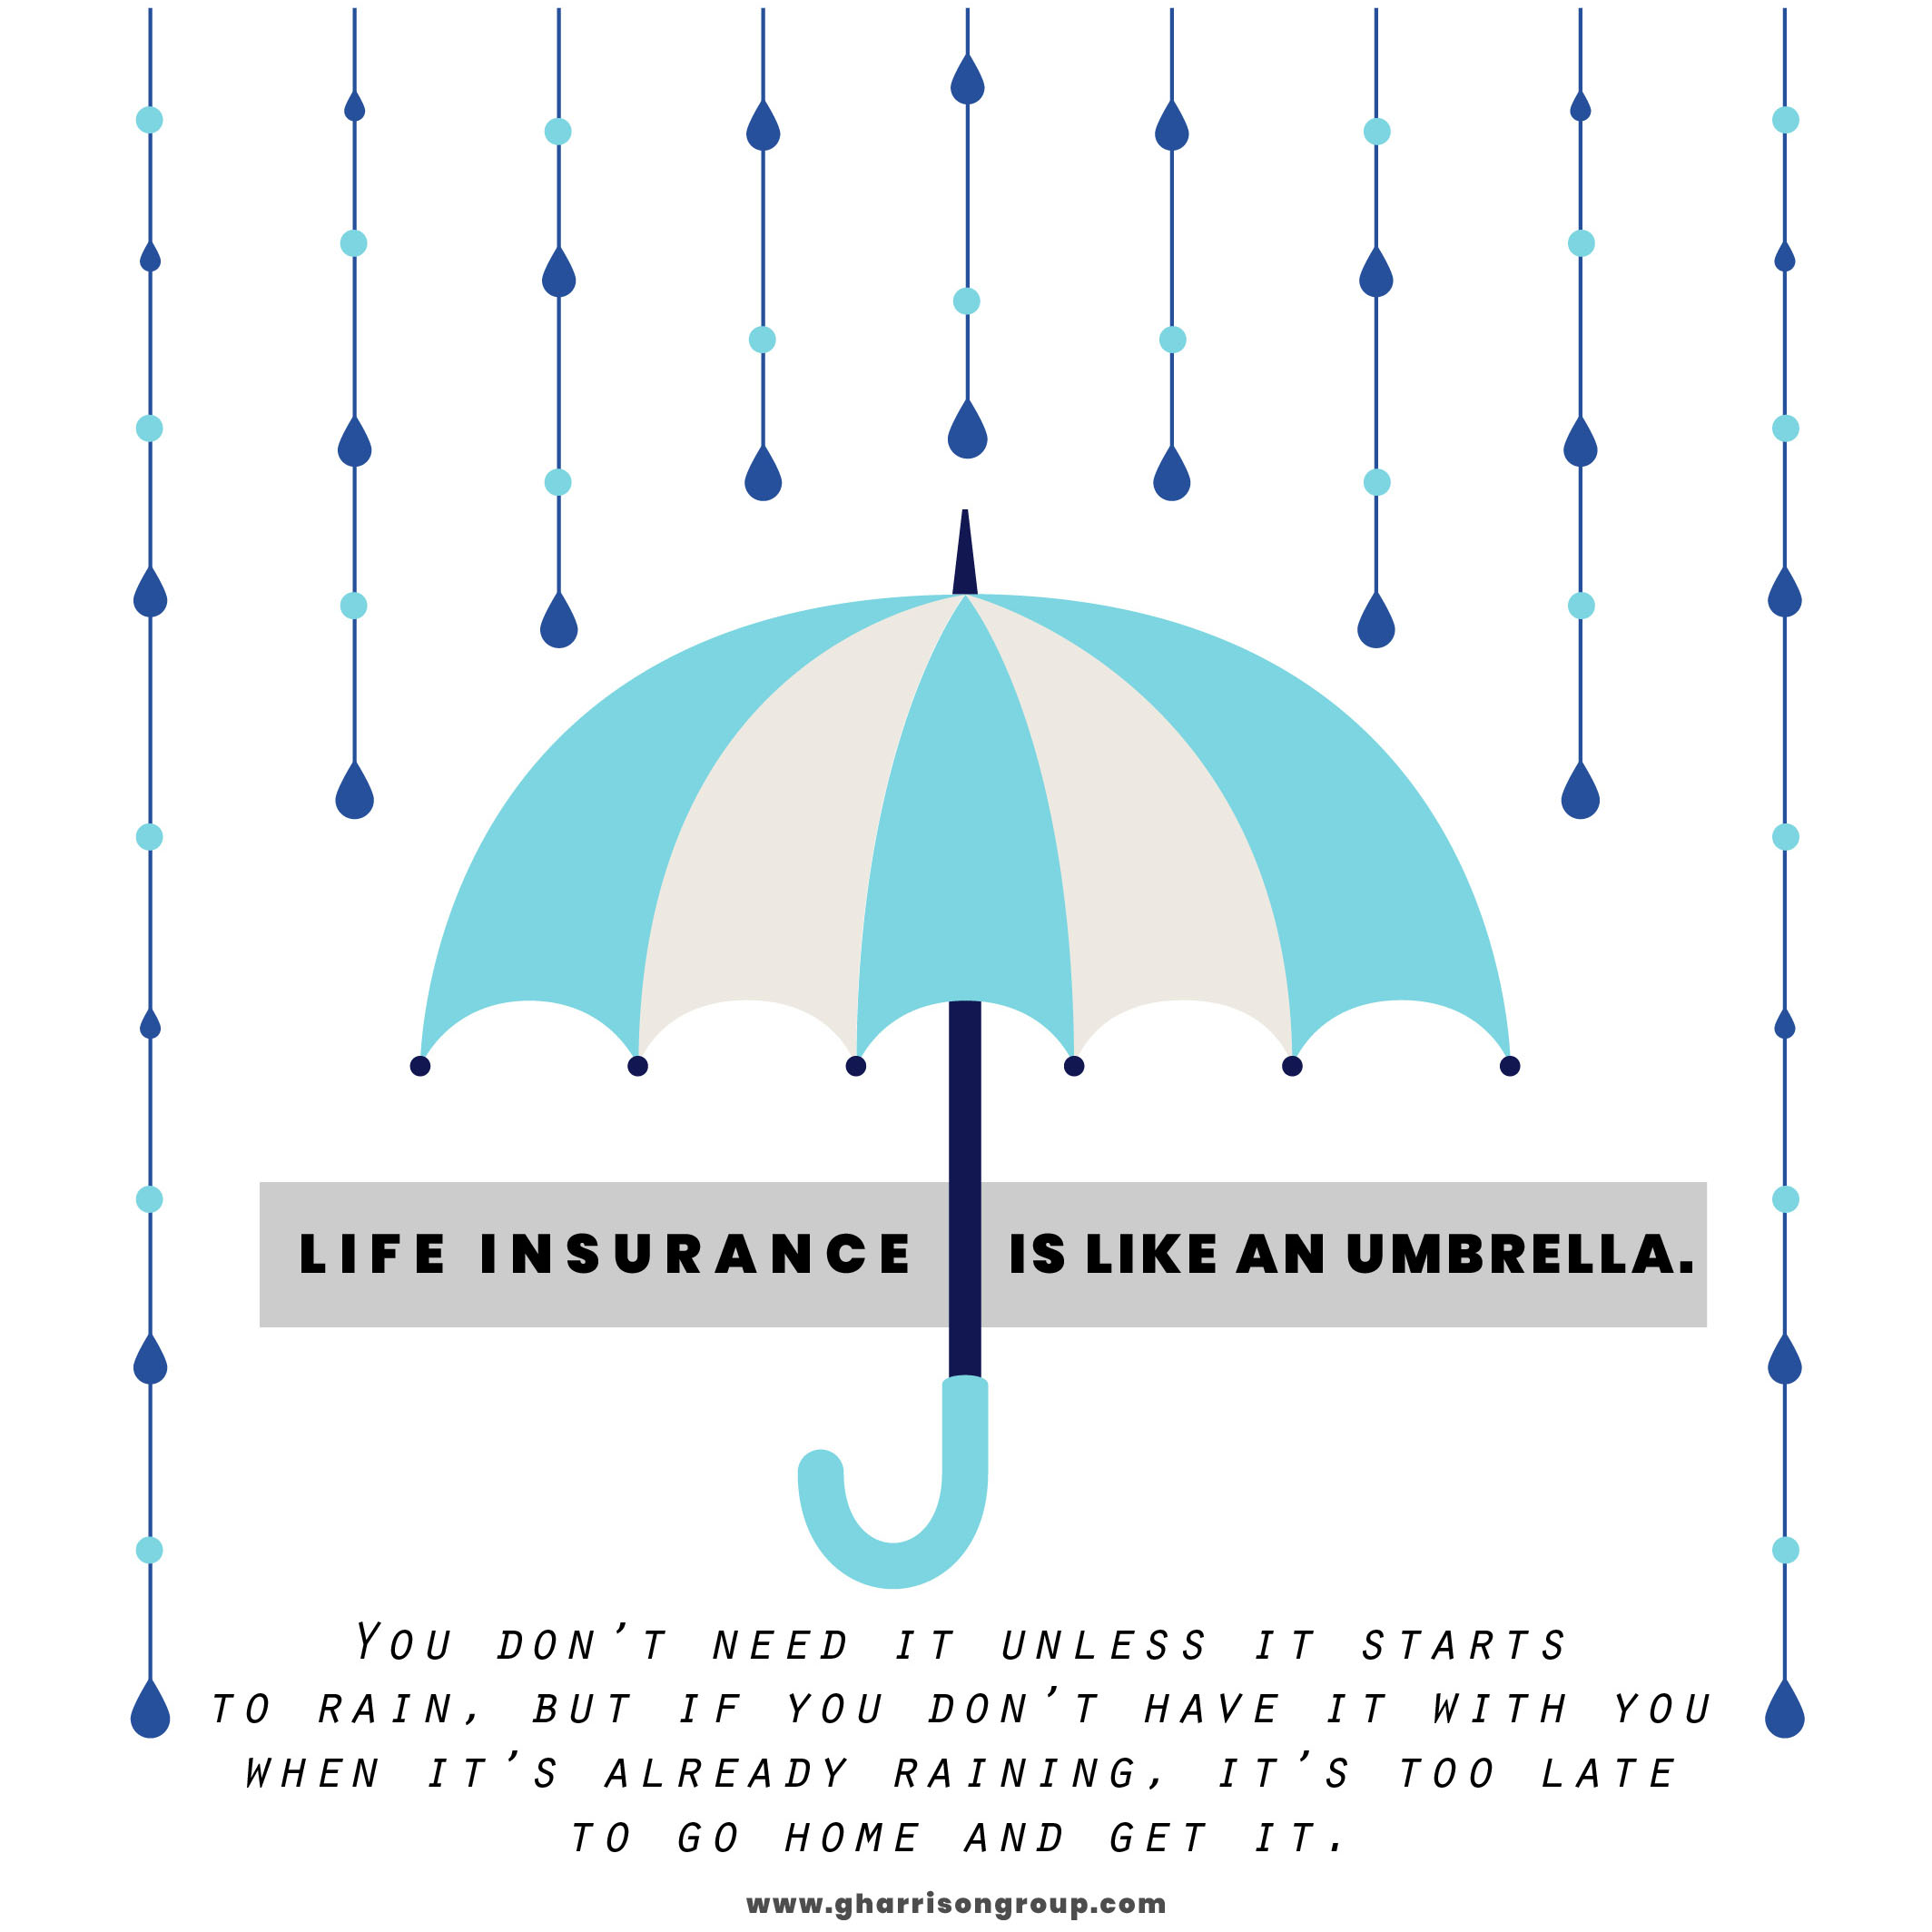 LIFE INSURANCE IS LIKE AN UMBRELLA.
YOU DON'T NEED IT UNLESS IT STARTS
TO RAIN, BUT IF YOU DON'T HAVE IT WITH YOU
WHEN IT'S ALREADY RAINING, IT'S TOO LATE
TO GO HOME AND GET IT.
www.gharrisongroup.com